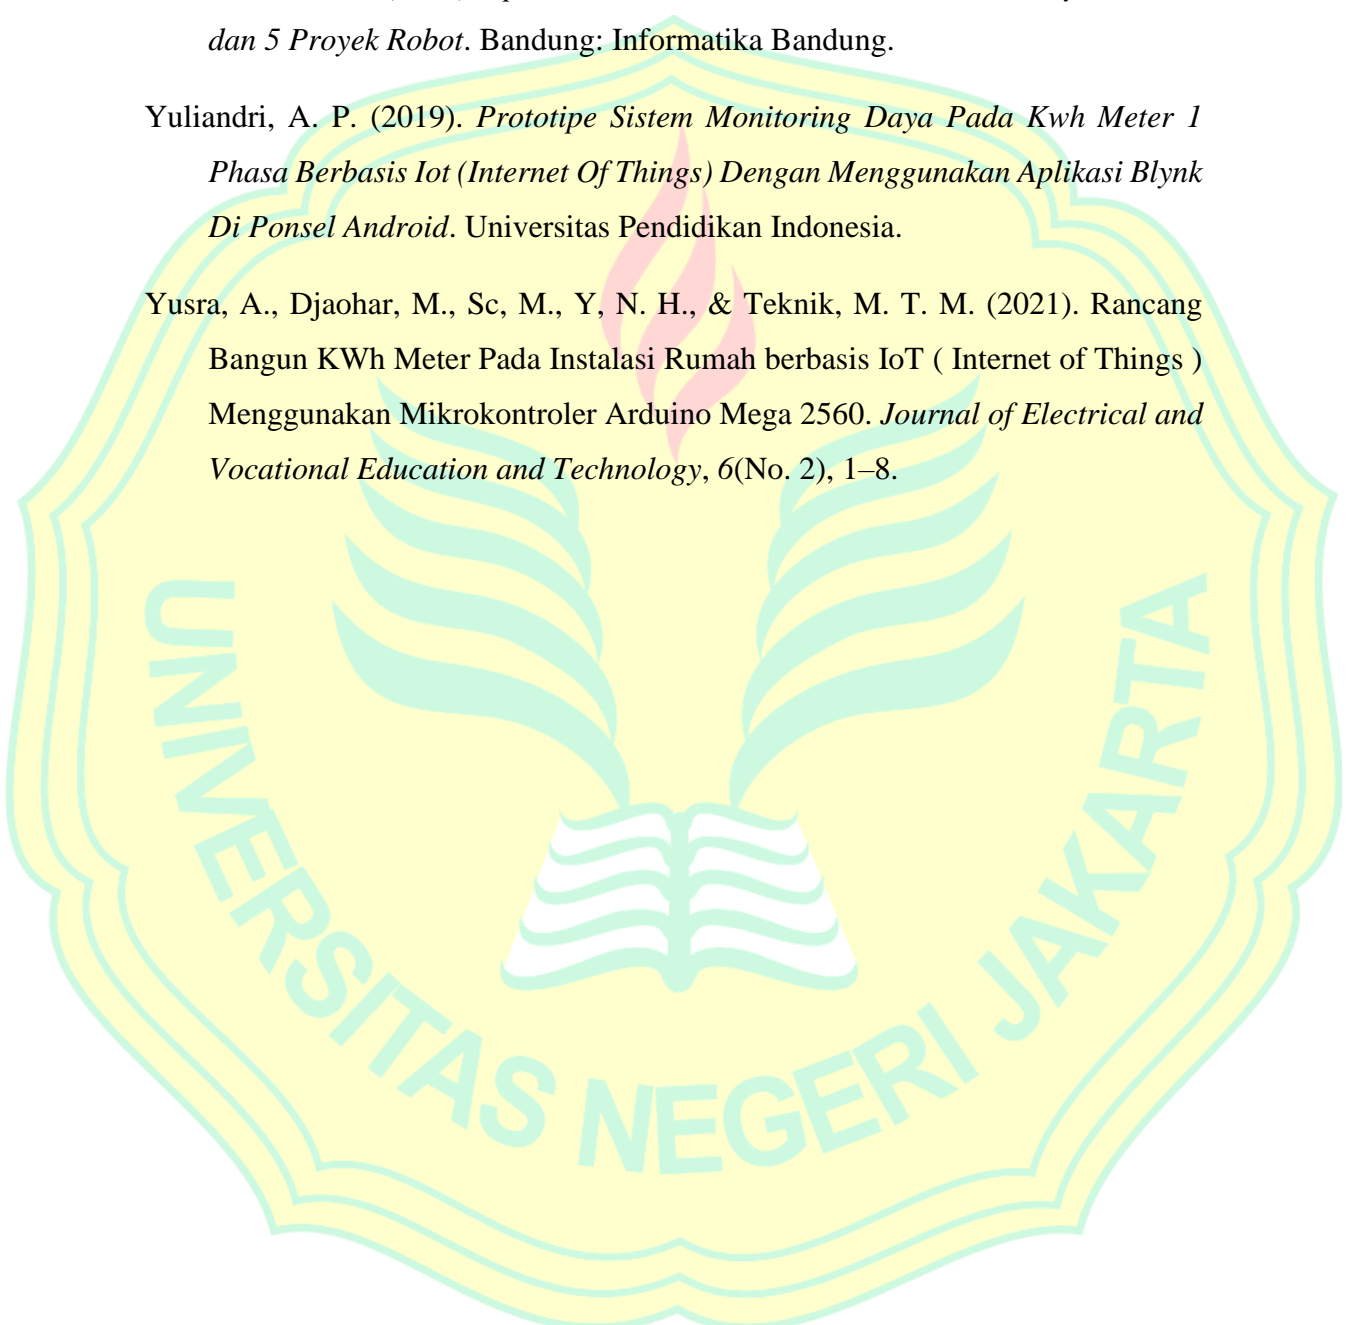 dan 5 Proyek Robot. Bandung: Informatika Bandung.
Yuliandri, A. P. (2019). Prototipe Sistem Monitoring Daya Pada Kwh Meter 1
Phasa Berbasis Iot (Internet Of Things) Dengan Menggunakan Aplikasi Blynk
Di Ponsel Android. Universitas Pendidikan Indonesia.
Yusra, A., Djaohar, M., Sc, M., Y, N. H., & Teknik, M. T. M. (2021). Rancang
Bangun KWh Meter Pada Instalasi Rumah berbasis IoT ( Internet of Things )
Menggunakan Mikrokontroler Arduino Mega 2560. Journal of Electrical and
Vocational Education and Technology, 6(No. 2), 1–8.
UNIVERSITAS NEGERI JAKARTA